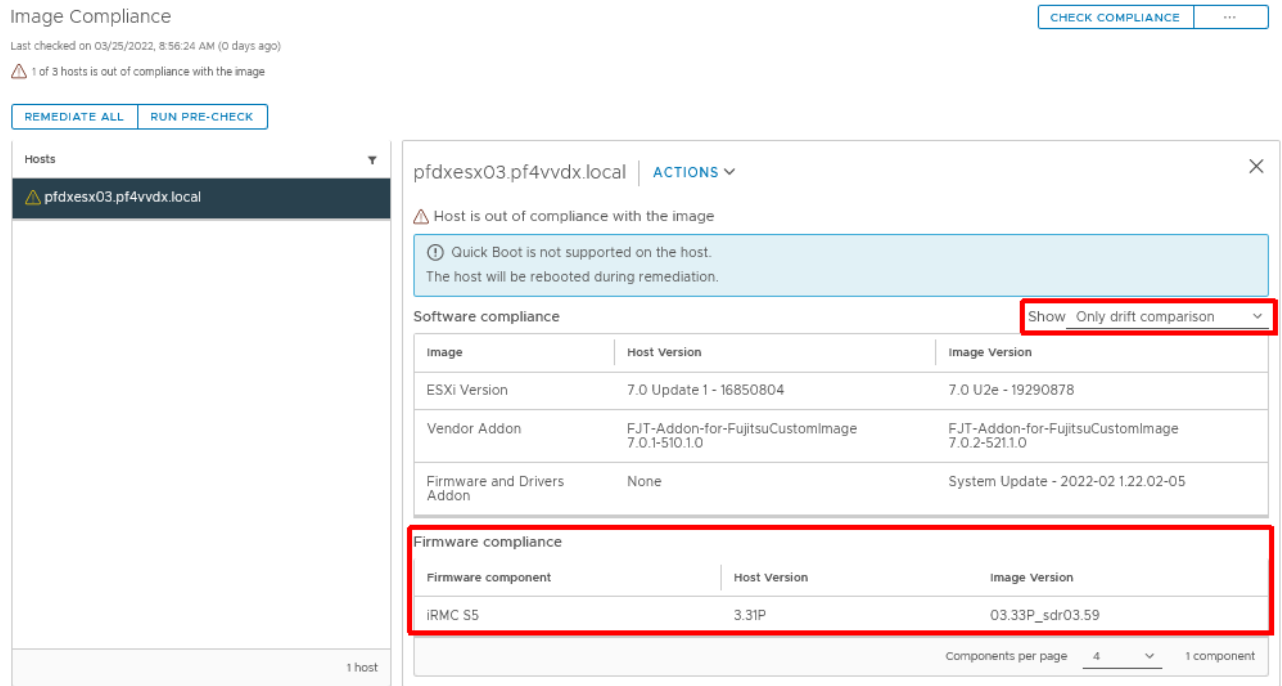 Image Compliance
CHECK COMPLIANCE ...
Last checked on 03/25/2022, 8:56:24 AM (0 days ago)
1 of 3 hosts is out of compliance with the image
REMEDIATE ALL RUN PRE-CHECK
Hosts
pfdxesx03.pf4vvdx.local
1 host
pfdxesx03.pf4vvdx.local ACTIONS
Host is out of compliance with the image
Quick Boot is not supported on the host.
The host will be rebooted during remediation.
Software compliance Show Only drift comparison
Image Host Version Image Version
ESXi Version 7.0 Update 1 - 16850804 7.0 U2e - 19290878
Vendor Addon FJT-Addon-for-FujitsuCustomImage FJT-Addon-for-FujitsuCustomImage
7.0.1-510.1.0 7.0.2-521.1.0
Firmware and Drivers None System Update - 2022-02 1.22.02-05
Addon
Firmware compliance
Firmware component Host Version Image Version
iRMC S5 3.31P 03.33P_sdr03.59
Components per page 4 1 component